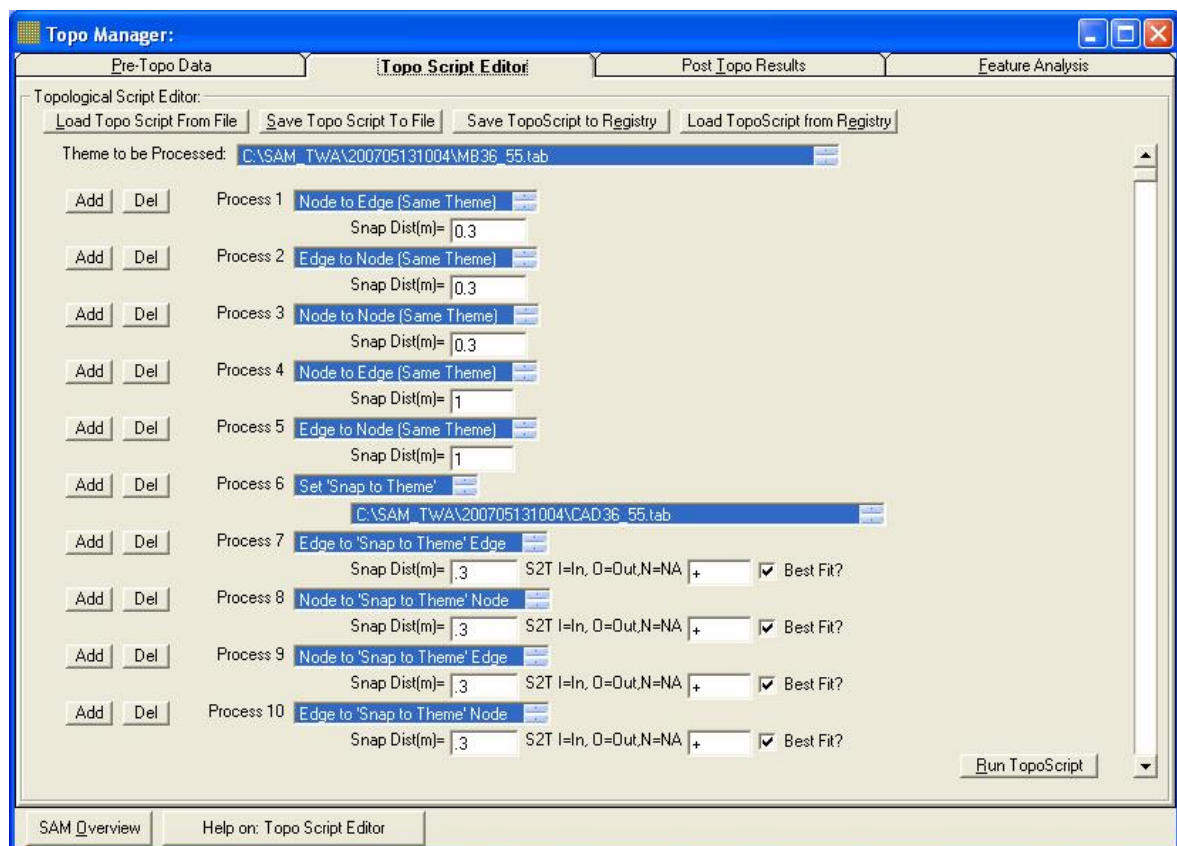 Topo Manager:
Pre-Topo Data Topo Script Editor Post Topo Results Feature Analysis
Topological Script Editor:
Load Topo Script From File Save Topo Script To File Save TopoScript to Registry Load TopoScript from Registry
Theme to be Processed: C:\SAM_TWA\200705131004\MB36_55.tab
Add Del Process 1 Node to Edge (Same Theme)
Snap Dist(m)= 0.3
Add Del Process 2 Edge to Node (Same Theme)
Snap Dist(m)= 0.3
Add Del Process 3 Node to Node (Same Theme)
Snap Dist(m)= 0.3
Add Del Process 4 Node to Edge (Same Theme)
Snap Dist(m)= 1
Add Del Process 5 Edge to Node (Same Theme)
Snap Dist(m)= 1
Add Del Process 6 Set 'Snap to Theme'
C:\SAM_TWA\200705131004\CAD36_55.tab
Add Del Process 7 Edge to 'Snap to Theme' Edge
Snap Dist(m)= .3 S2T I=In, O=Out,N=NA + Best Fit?
Add Del Process 8 Node to 'Snap to Theme' Node
Snap Dist(m)= .3 S2T I=In, O=Out,N=NA + Best Fit?
Add Del Process 9 Node to 'Snap to Theme' Edge
Snap Dist(m)= .3 S2T I=In, O=Out,N=NA + Best Fit?
Add Del Process 10 Edge to 'Snap to Theme' Node
Snap Dist(m)= .3 S2T I=In, O=Out,N=NA + Best Fit?
Run TopoScript
SAM Overview Help on: Topo Script Editor